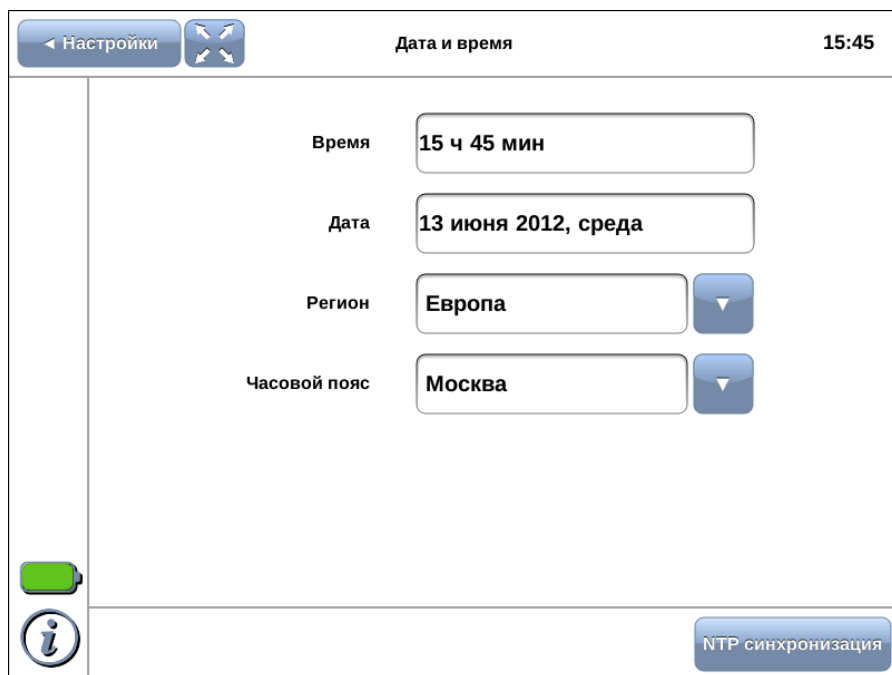 ◄ Настройки
Дата и время
15:45
Время
15 ч 45 мин
Дата
13 июня 2012, среда
Регион
Европа
Часовой пояс
Москва
i
NTP синхронизация